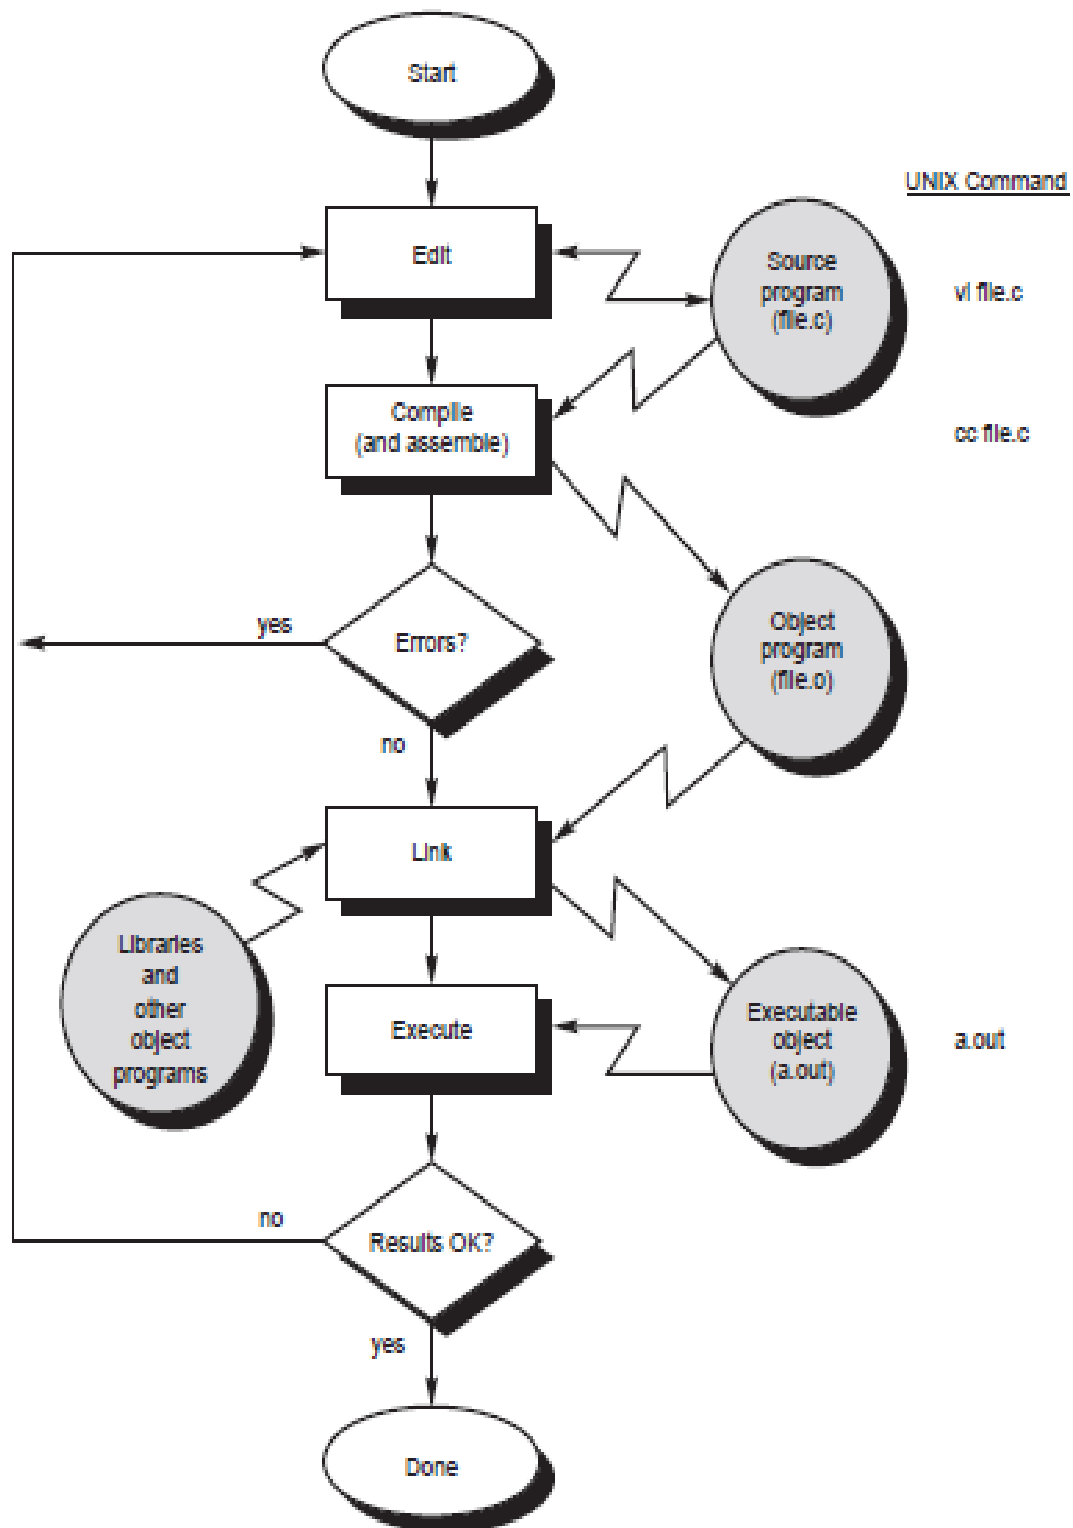 Start
UNIX Command
Edit
Source
program
(file.c)
vi file.c
Compile
(and assemble)
cc file.c
yes
Errors?
Object
program
(file.o)
no
Link
Libraries
and
other
object
programs
Execute
Executable
object
(a.out)
a.out
no
Results OK?
yes
Done